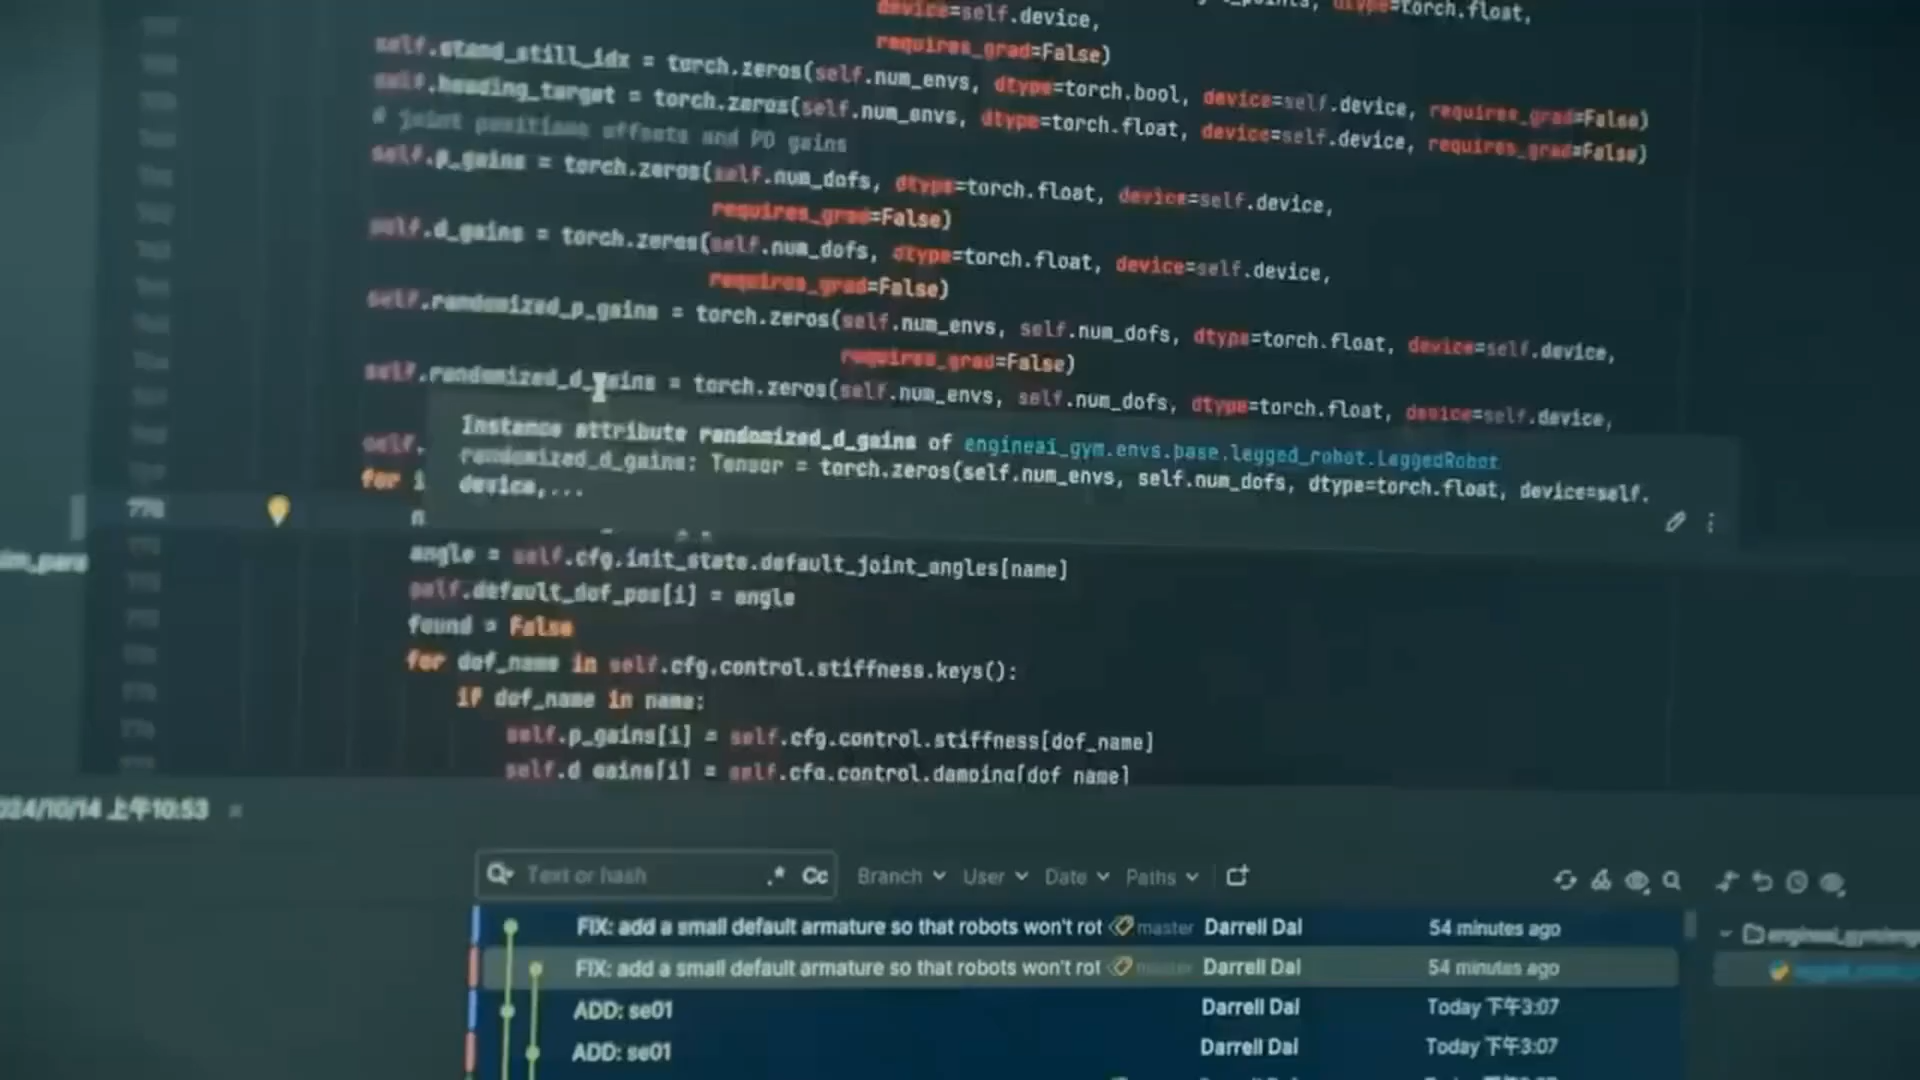 device=self.device,
dtype=torch.float,
requires_grad=False)
self.stand_still_idx = torch.zeros(self.num_envs, dtype=torch.bool, device=self.device, requires_grad=False)
self.heading_target = torch.zeros(self.num_envs, dtype=torch.float, device=self.device, requires_grad=False)
# joint positions offsets and PD gains
self.p_gains = torch.zeros(self.num_dofs, dtype=torch.float, device=self.device,
requires_grad=False)
self.d_gains = torch.zeros(self.num_dofs, dtype=torch.float, device=self.device,
requires_grad=False)
self.randomized_p_gains = torch.zeros(self.num_envs, self.num_dofs, dtype=torch.float, device=self.device,
requires_grad=False)
self.randomized_d_gains = torch.zeros(self.num_envs, self.num_dofs, dtype=torch.float, device=self.device,
Instance attribute randomized_d_gains of engineai_gym.envs.base.legged_robot.LeggedRobot
randomized_d_gains: Tensor = torch.zeros(self.num_envs, self.num_dofs, dtype=torch.float, device=self.
device,...
self.
for i
n
angle = self.cfg.init_state.default_joint_angles[name]
self.default_dof_pos[i] = angle
found = False
for dof_name in self.cfg.control.stiffness.keys():
if dof_name in name:
self.p_gains[i] = self.cfg.control.stiffness[dof_name]
self.d_gains[i] = self.cfg.control.damping[dof_name]
024/10/14 上午10:53 ×
Text or hash .* Cc Branch User Date Paths
FIX: add a small default armature so that robots won't rot master Darrell Dai 54 minutes ago
FIX: add a small default armature so that robots won't rot master Darrell Dai 54 minutes ago
ADD: se01 Darrell Dai Today 下午3:07
ADD: se01 Darrell Dai Today 下午3:07